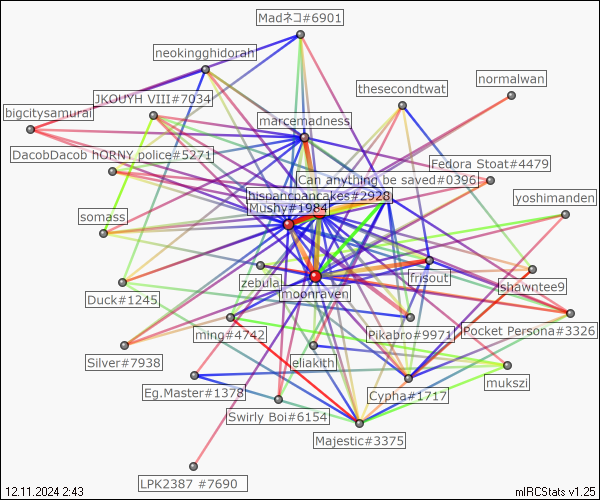 Madネコ#6901
neokingghidorah
thesecondtwat
normalwan
JKOUYH VIII#7034
bigcitysamurai
marcemadness
DacobDacob hORNY police#5271
Fedora Stoat#4479
Can anything be saved#0396
hispancpancakes#2928
yoshimanden
Mushy#1984
somass
zebula
frisout
shawntee9
moonraven
Duck#1245
Pocket Persona#3326
ming#4742
Pikabro#9971
Silver#7938
eliakith
mukszi
Eg.Master#1378
Cypha#1717
Swirly Boi#6154
Majestic#3375
LPK2387 #7690
12.11.2024 2:43
mIRCStats v1.25